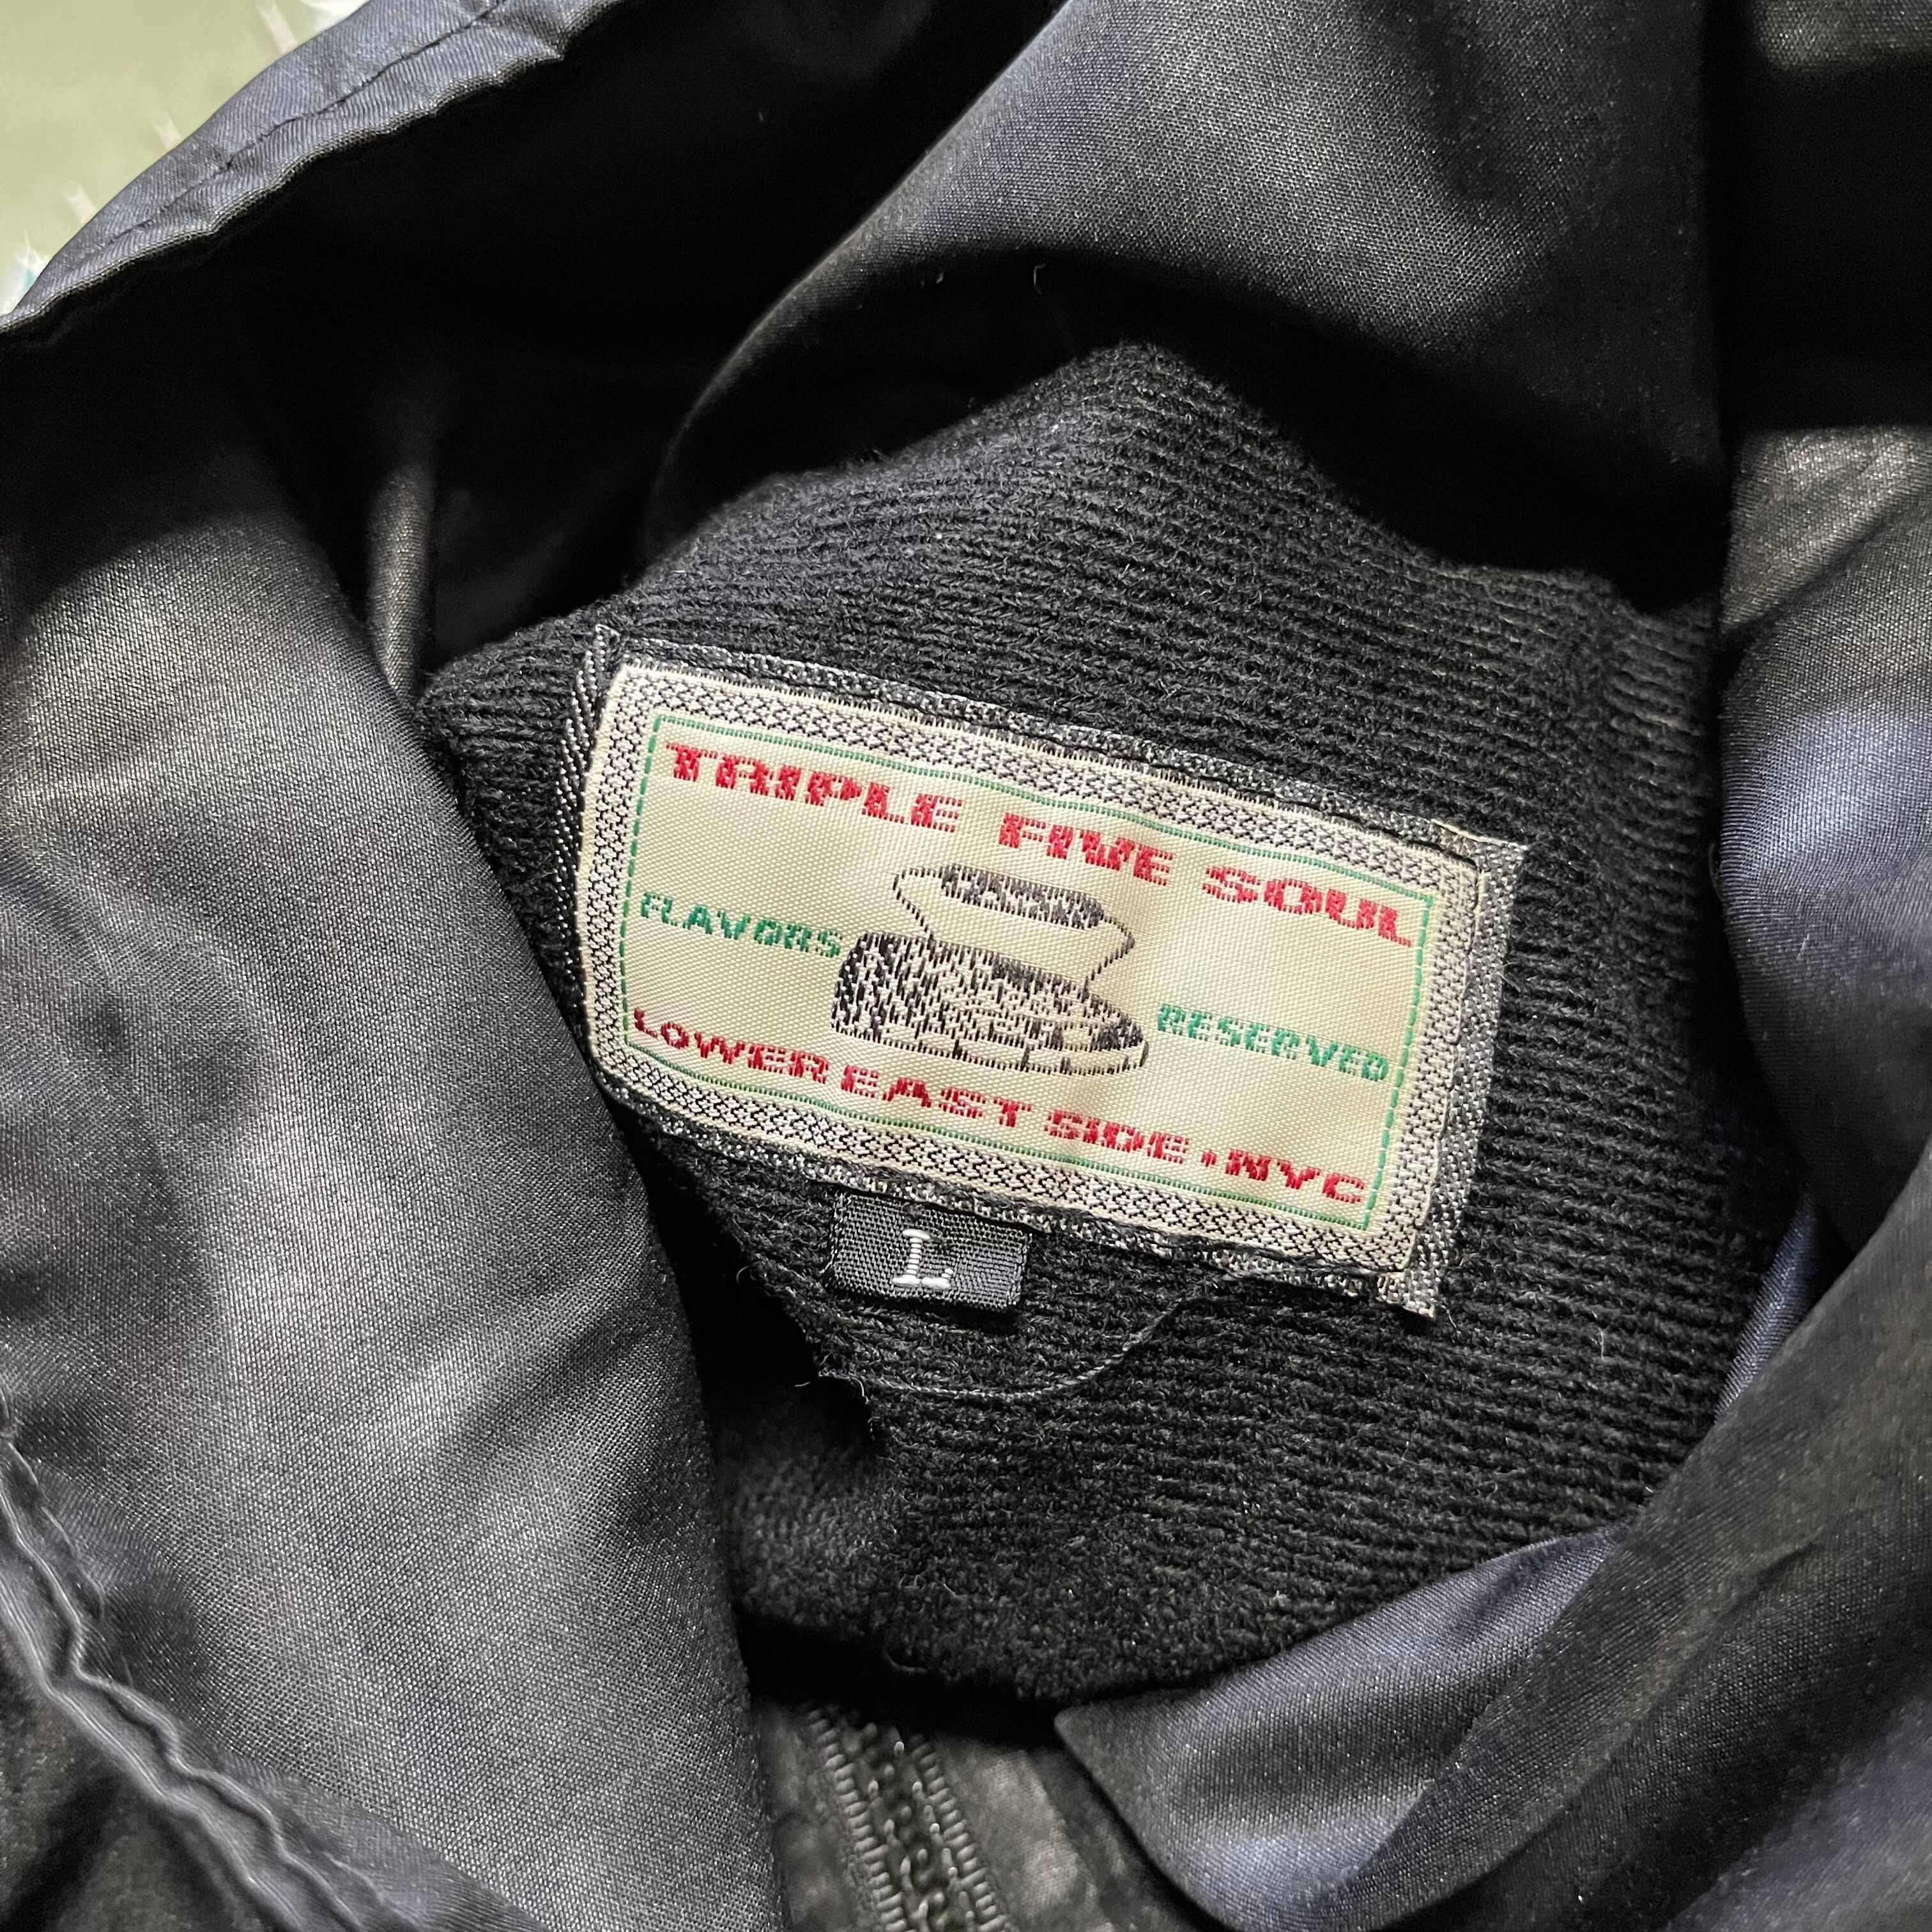 TRIPLE FIVE SOUL
FLAVORS RESERVED
LOWER EAST SIDE . NYC
L